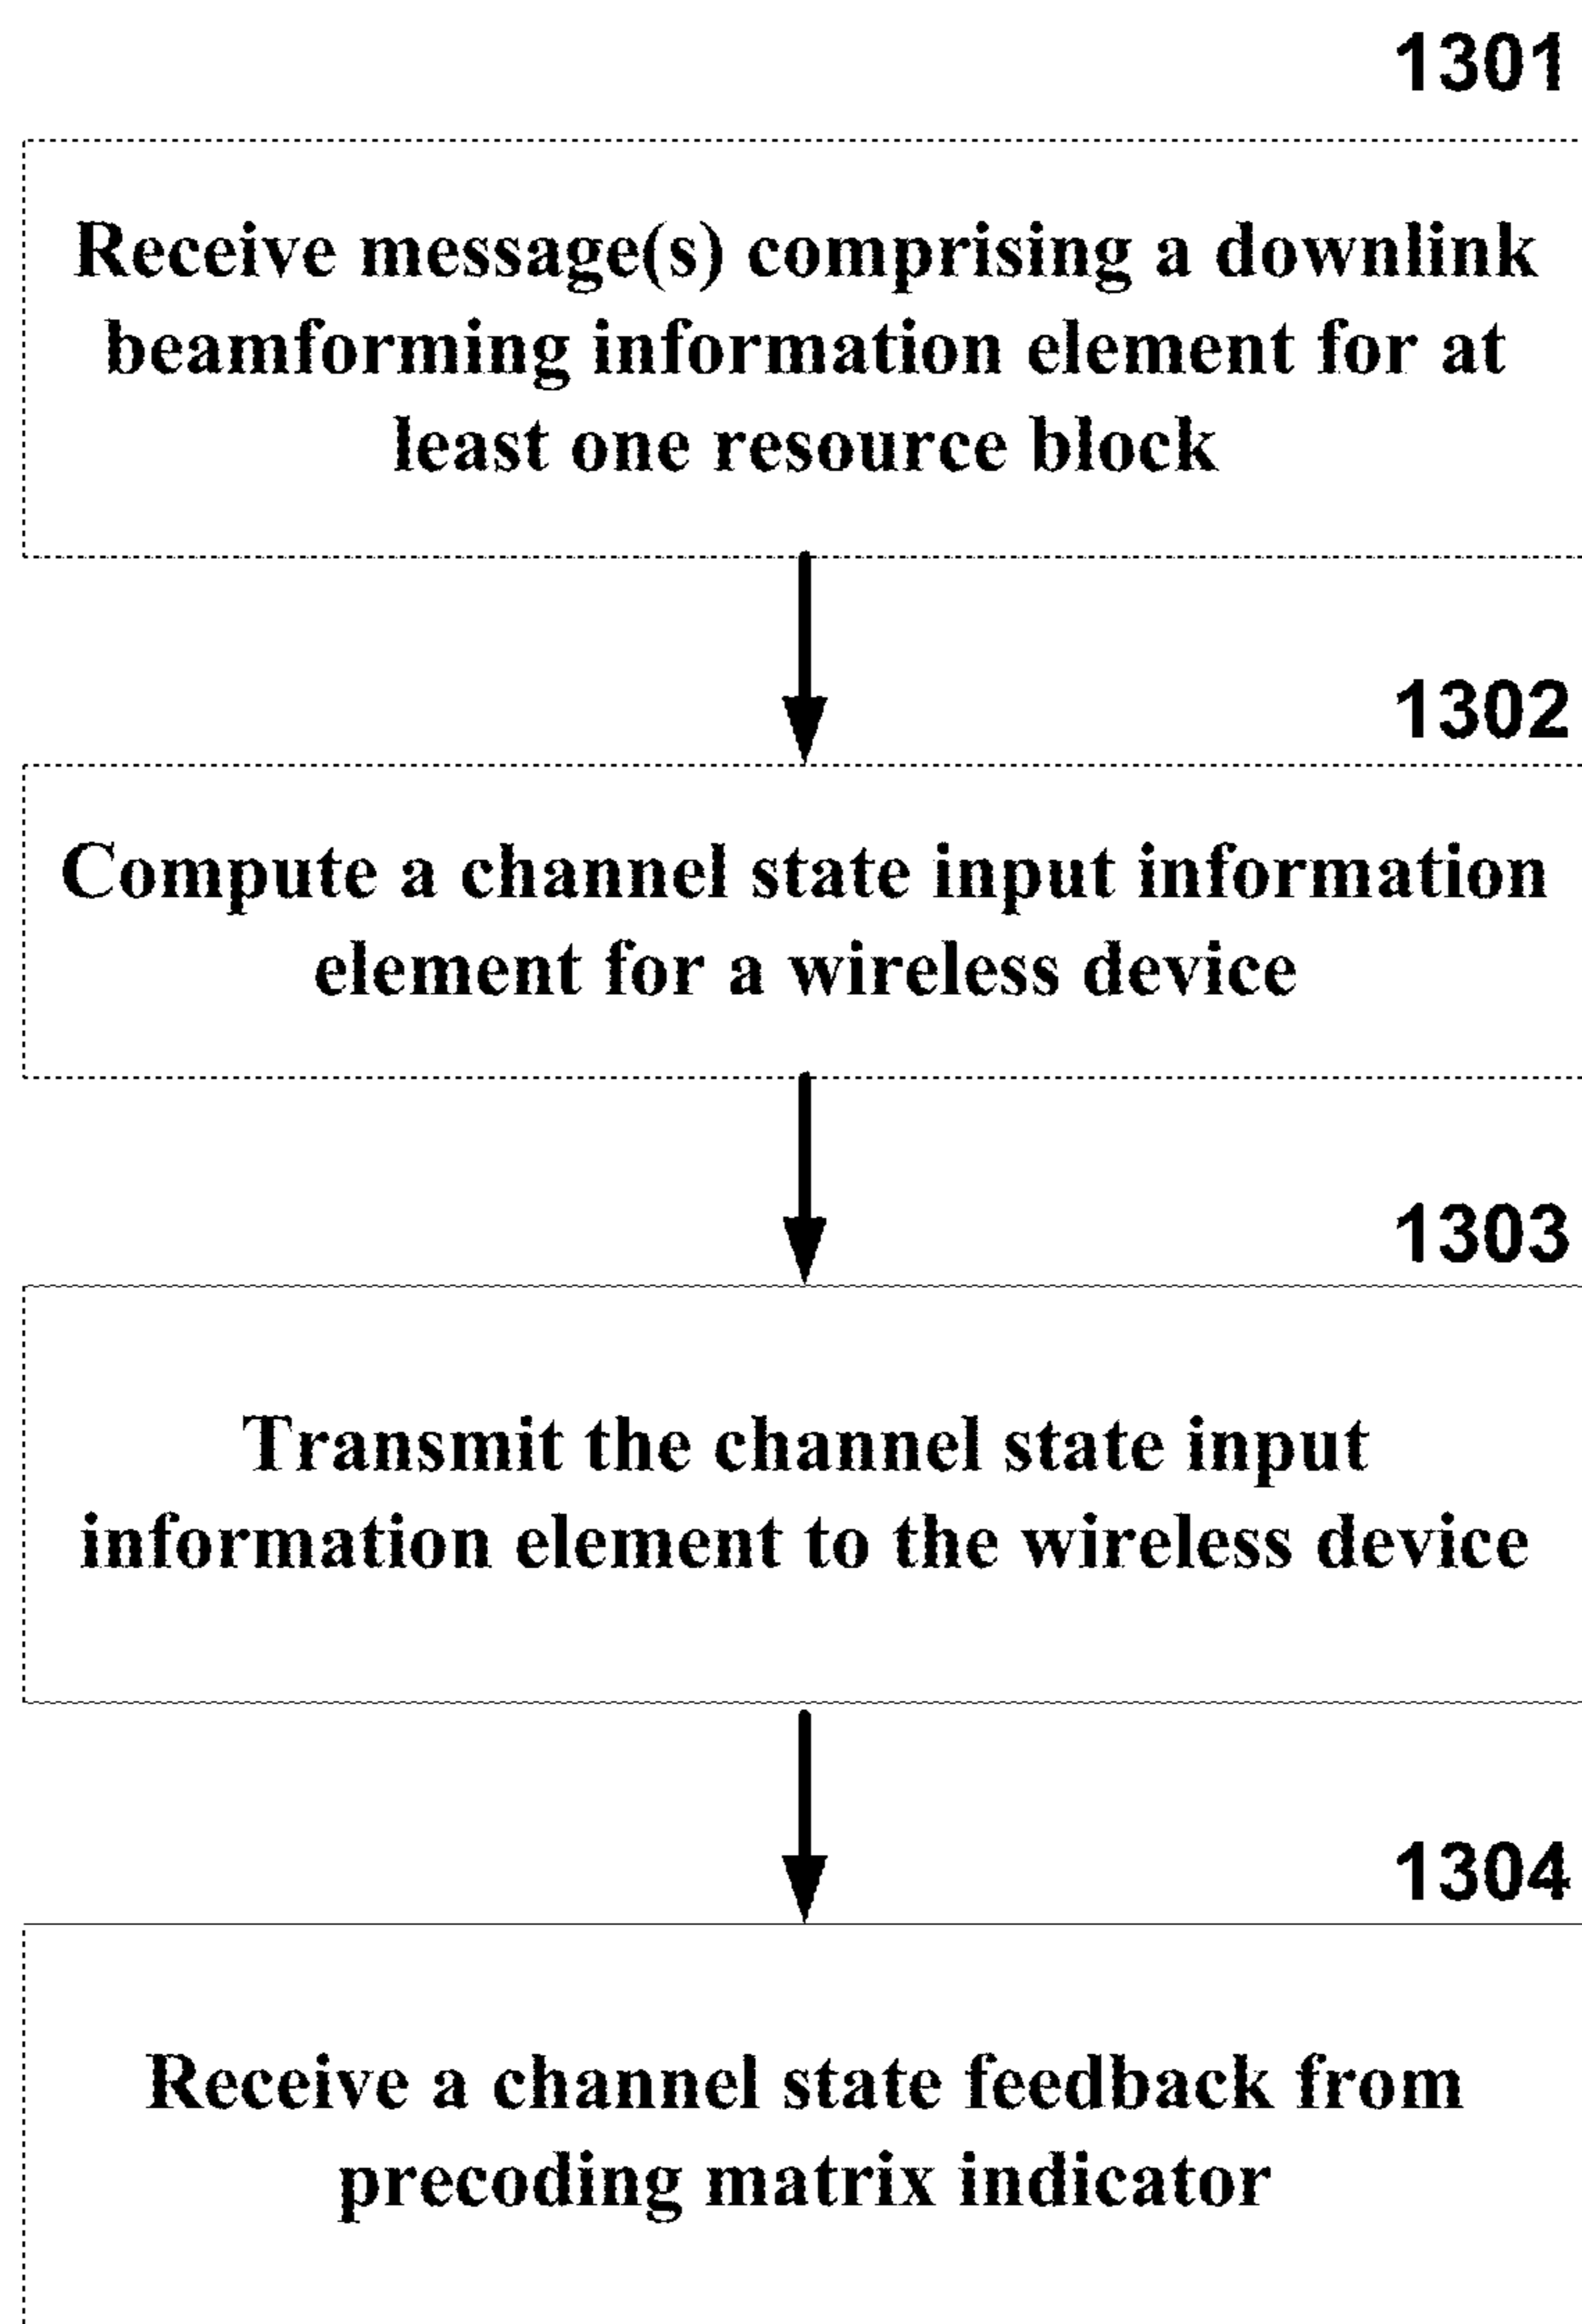 1301
Receive message(s) comprising a downlink
beamforming information element for at
least one resource block
1302
Compute a channel state input information
element for a wireless device
1303
Transmit the channel state input
information element to the wireless device
1304
Receive a channel state feedback from
precoding matrix indicator